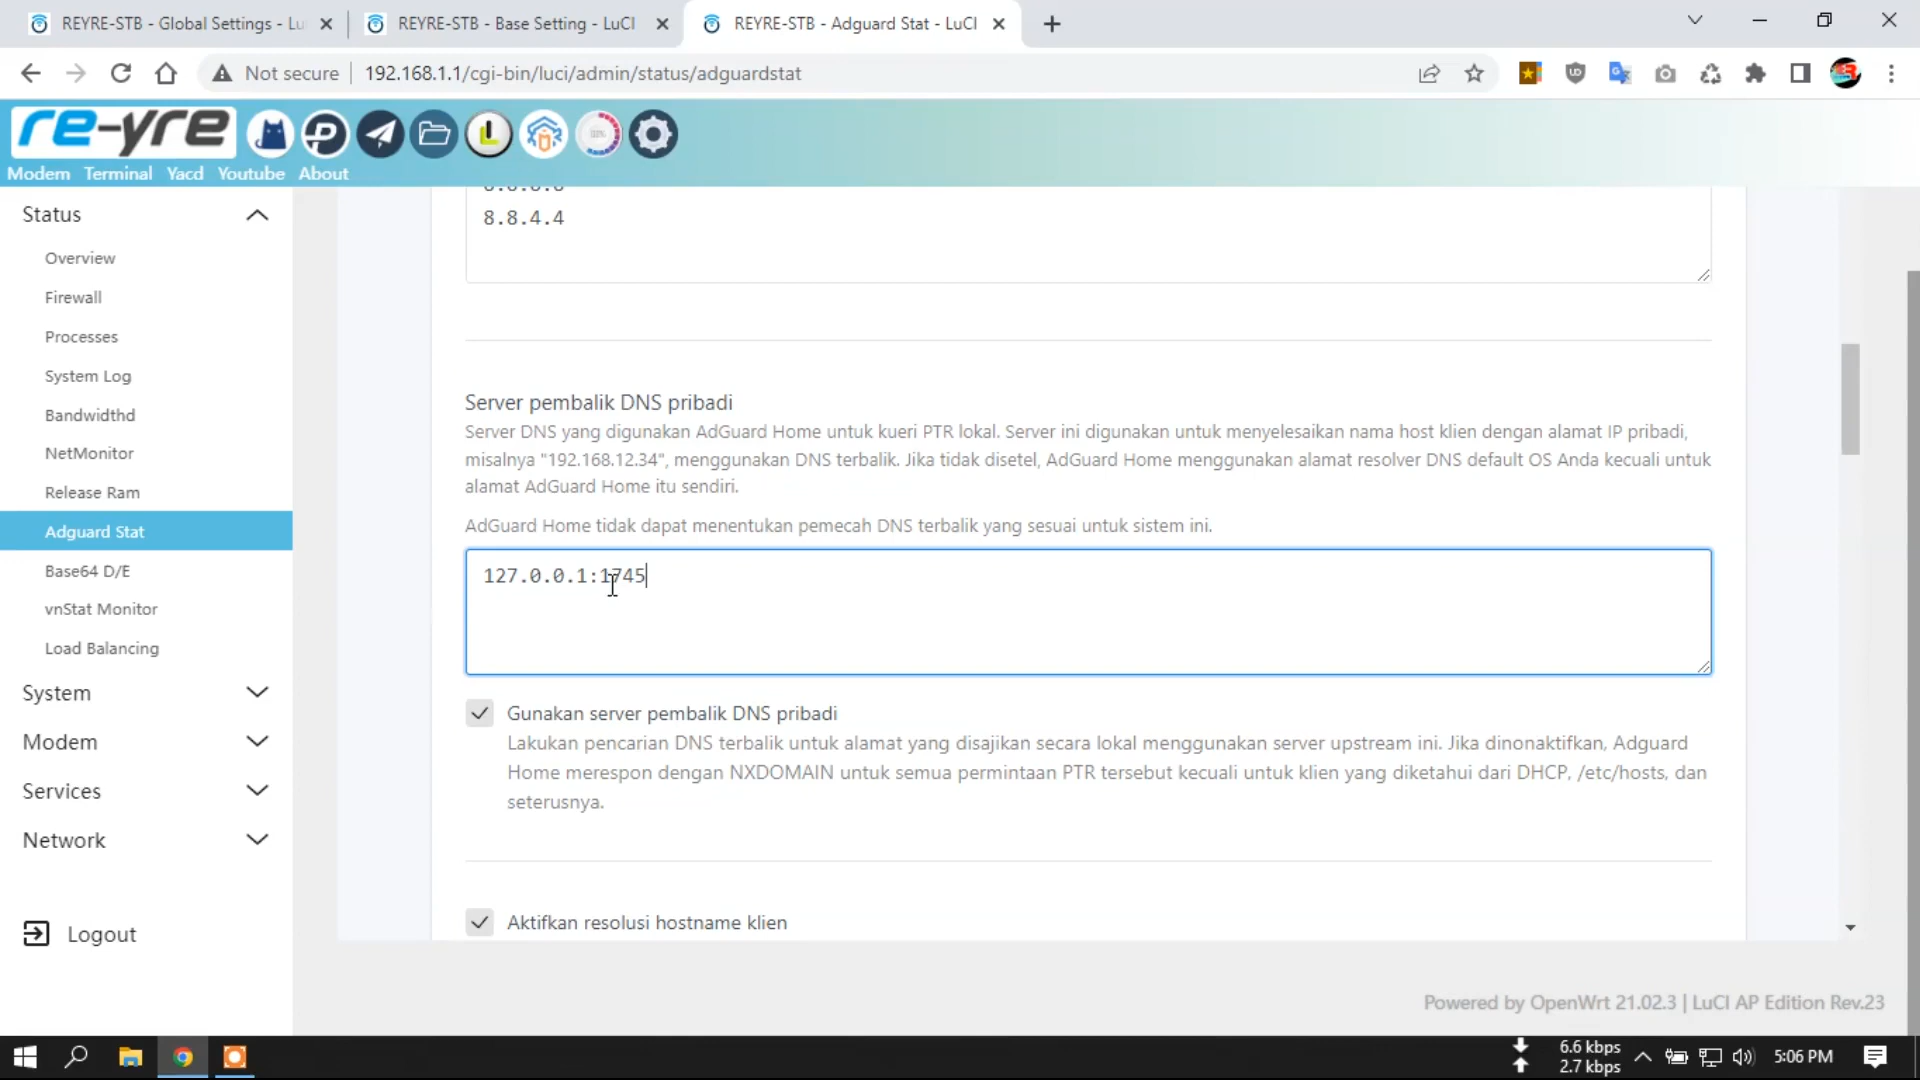 REYRE-STB - Global Settings - Lu
REYRE-STB - Base Setting - LuCI
REYRE-STB - Adguard Stat - LuCI
Not secure
192.168.1.1/cgi-bin/luci/admin/status/adguardstat
re-yre
Modem Terminal Yacd Youtube About
Status
Overview
Firewall
Processes
System Log
Bandwidthd
NetMonitor
Release Ram
Adguard Stat
Base64 D/E
vnStat Monitor
Load Balancing
System
Modem
Services
Network
Logout
8.8.4.4
Server pembalik DNS pribadi
Server DNS yang digunakan AdGuard Home untuk kueri PTR lokal. Server ini digunakan untuk menyelesaikan nama host klien dengan alamat IP pribadi,
misalnya "192.168.12.34", menggunakan DNS terbalik. Jika tidak disetel, AdGuard Home menggunakan alamat resolver DNS default OS Anda kecuali untuk
alamat AdGuard Home itu sendiri.
AdGuard Home tidak dapat menentukan pemecah DNS terbalik yang sesuai untuk sistem ini.
127.0.0.1:1745
Gunakan server pembalik DNS pribadi
Lakukan pencarian DNS terbalik untuk alamat yang disajikan secara lokal menggunakan server upstream ini. Jika dinonaktifkan, Adguard
Home merespon dengan NXDOMAIN untuk semua permintaan PTR tersebut kecuali untuk klien yang diketahui dari DHCP, /etc/hosts, dan
seterusnya.
Aktifkan resolusi hostname klien
Powered by OpenWrt 21.02.3 | LuCI AP Edition Rev.23
6.6 kbps
2.7 kbps
5:06 PM